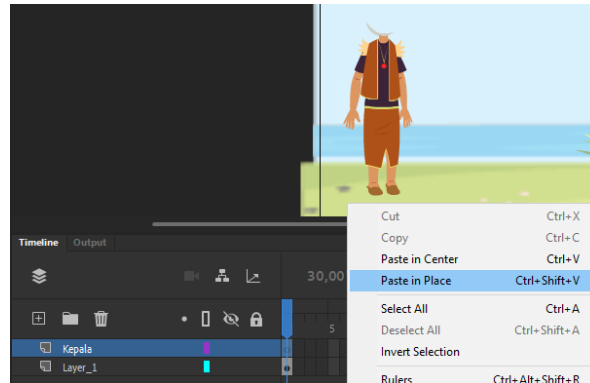 Cut Ctrl+X
Copy Ctrl+C
Paste in Center Ctrl+V
Paste in Place Ctrl+Shift+V
Select All Ctrl+A
Deselect All Ctrl+Shift+A
Invert Selection
Rulers Ctrl+Alt+Shift+R
Timeline Output
30,00
5
Kepala
Layer_1